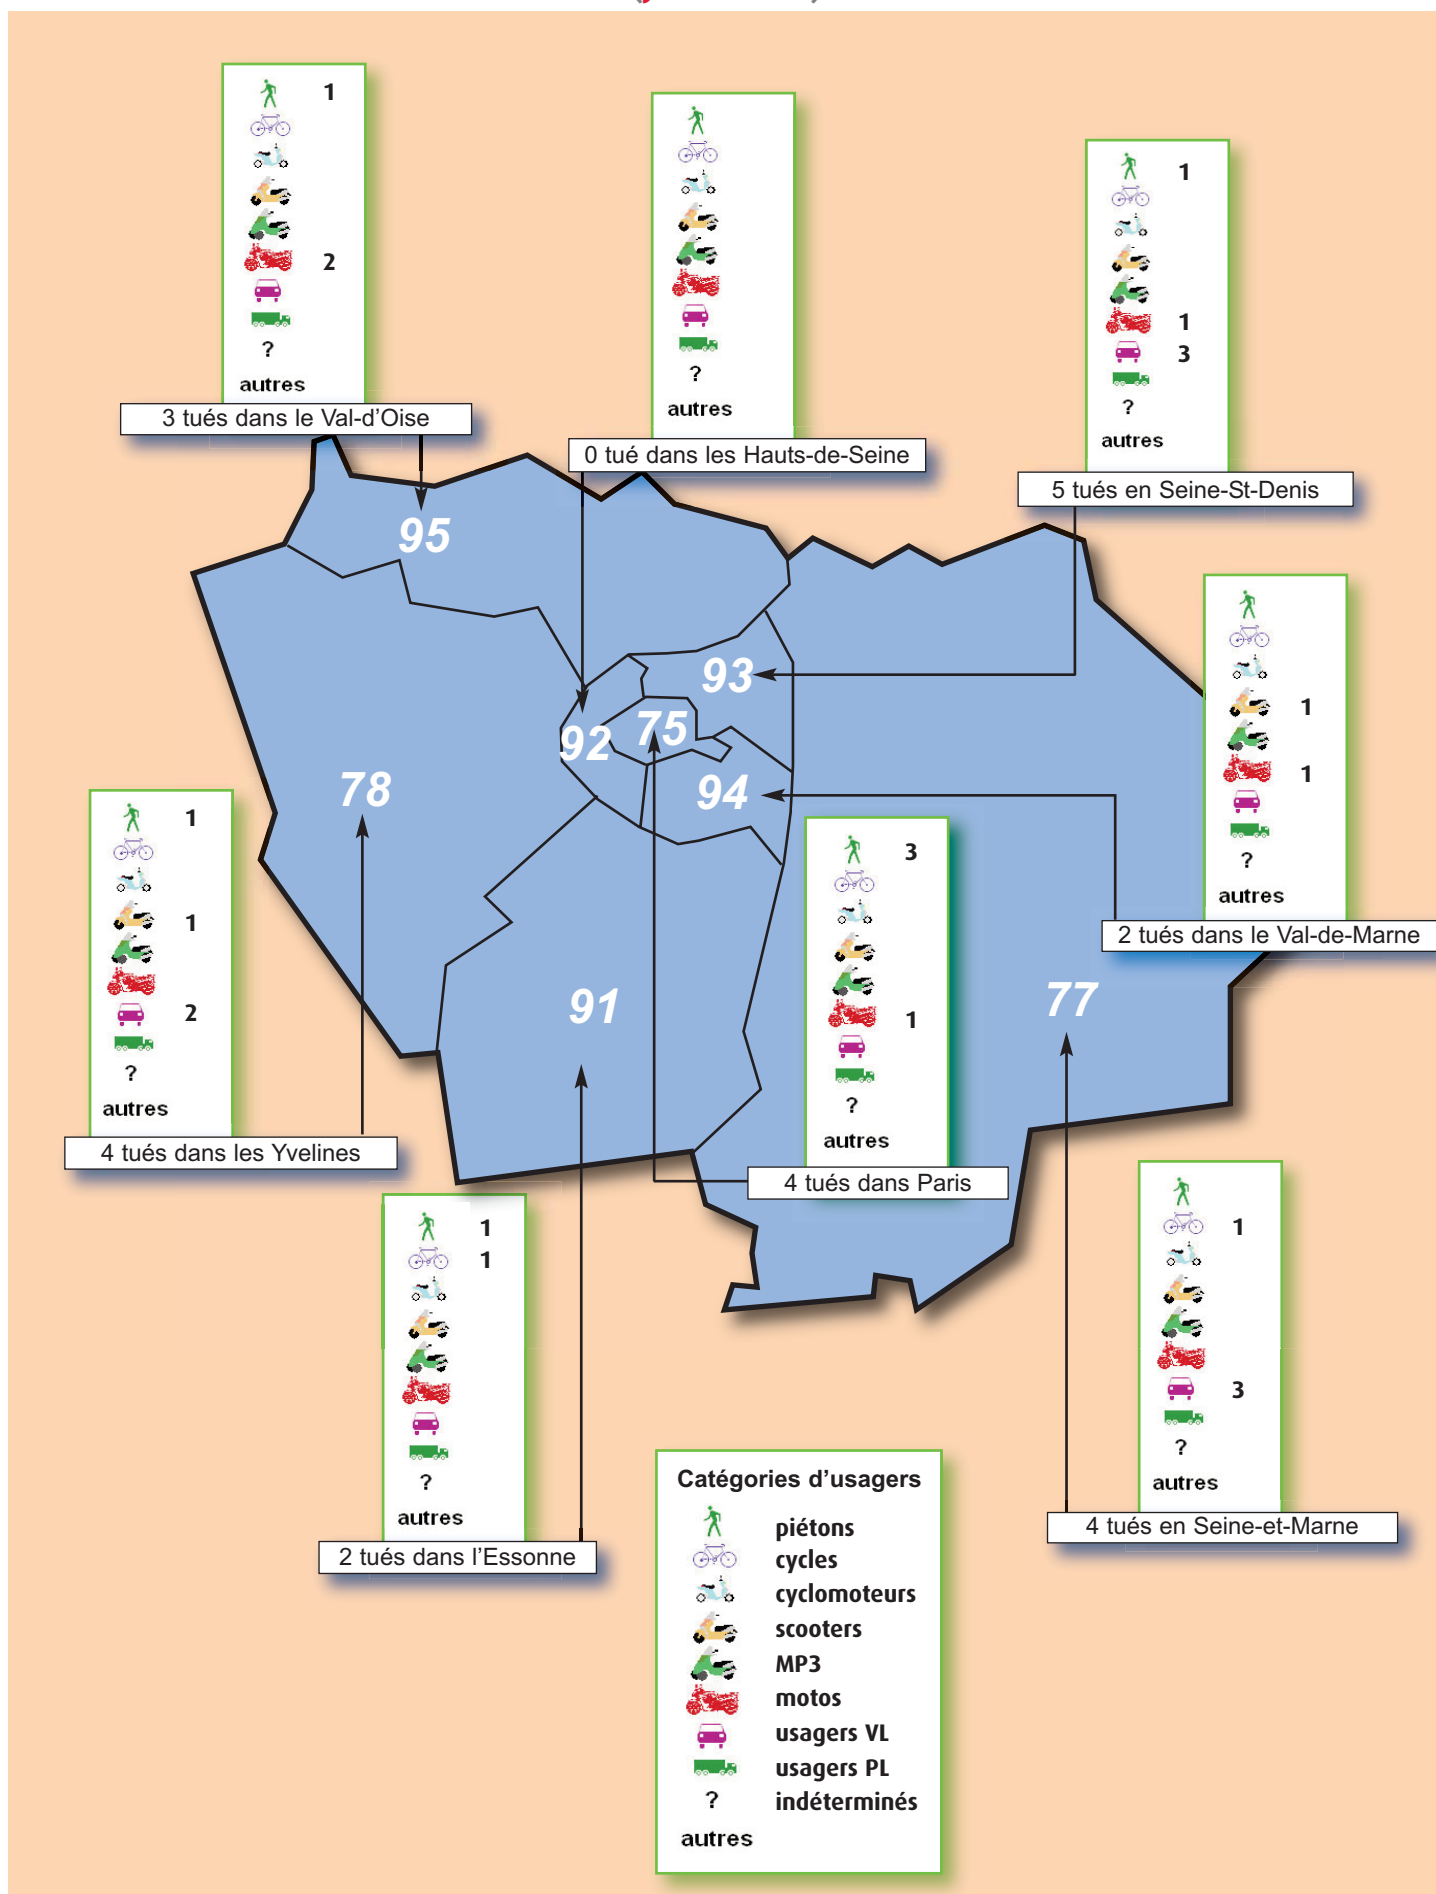 1
2
?
autres
3 tués dans le Val-d'Oise
?
autres
0 tué dans les Hauts-de-Seine
1
1
3
?
autres
5 tués en Seine-St-Denis
95
93
92
75
94
78
91
77
1
1
?
autres
2 tués dans le Val-de-Marne
1
1
2
?
autres
4 tués dans les Yvelines
3
1
?
autres
4 tués dans Paris
1
1
?
autres
2 tués dans l'Essonne
1
3
?
autres
4 tués en Seine-et-Marne
Catégories d'usagers
piétons
cycles
cyclomoteurs
scooters
MP3
motos
usagers VL
usagers PL
? indéterminés
autres